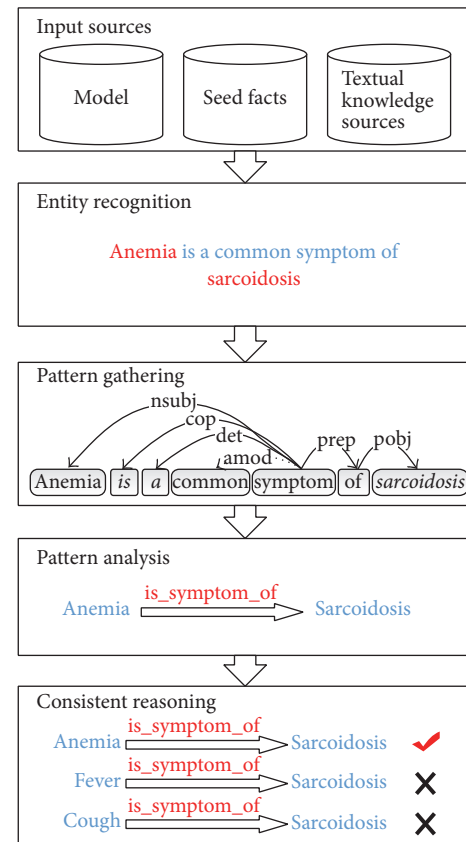 Input sources
Model
Seed facts
Textual
knowledge
sources
Entity recognition
Anemia is a common symptom of
sarcoidosis
Pattern gathering
nsubj
cop
det
amod
prep
pobj
Anemia is a common symptom of sarcoidosis
Pattern analysis
is_symptom_of
Anemia Sarcoidosis
Consistent reasoning
is_symptom_of
Anemia Sarcoidosis
is_symptom_of
Fever Sarcoidosis
is_symptom_of
Cough Sarcoidosis